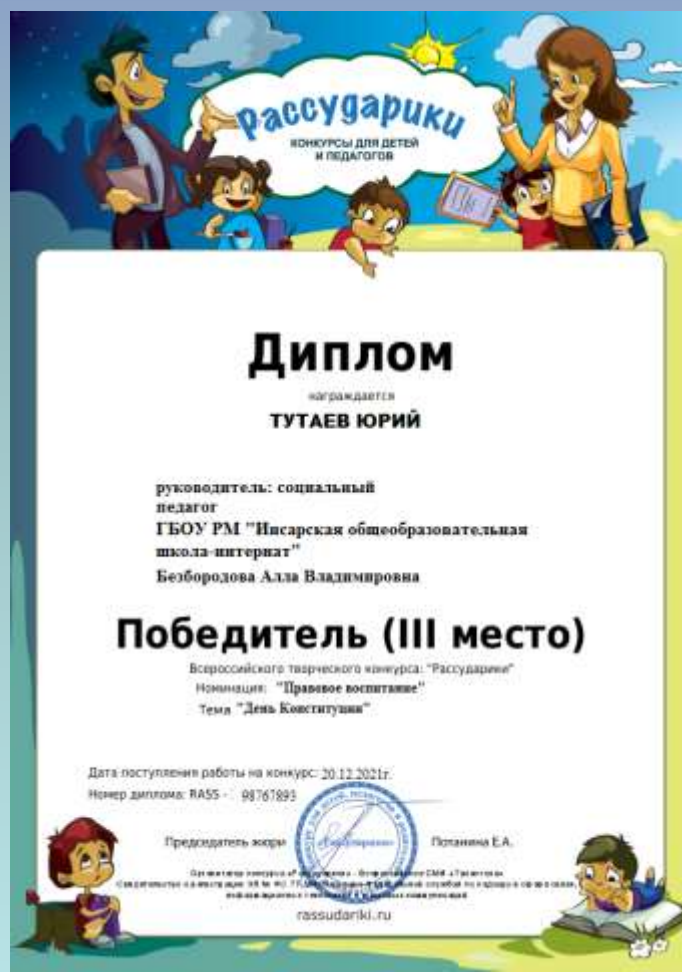 Рассударики
КОНКУРСЫ ДЛЯ ДЕТЕЙ
И ПЕДАГОГОВ
Диплом
награждается
ТУТАЕВ ЮРИЙ
руководитель: социальный
педагог
ГБОУ РМ "Инсарская общеобразовательная
школа-интернат"
Безбородова Алла Владимировна
Победитель (III место)
Всероссийского творческого конкурса: "Рассударики"
Номинация: "Правовое воспитание"
Тема "День Конституции"
Дата поступления работы на конкурс: 20.12.2021г.
Номер диплома: RASS - 98767893
Председатель жюри Потанина Е.А.
«Рассударики»
rassudariki.ru